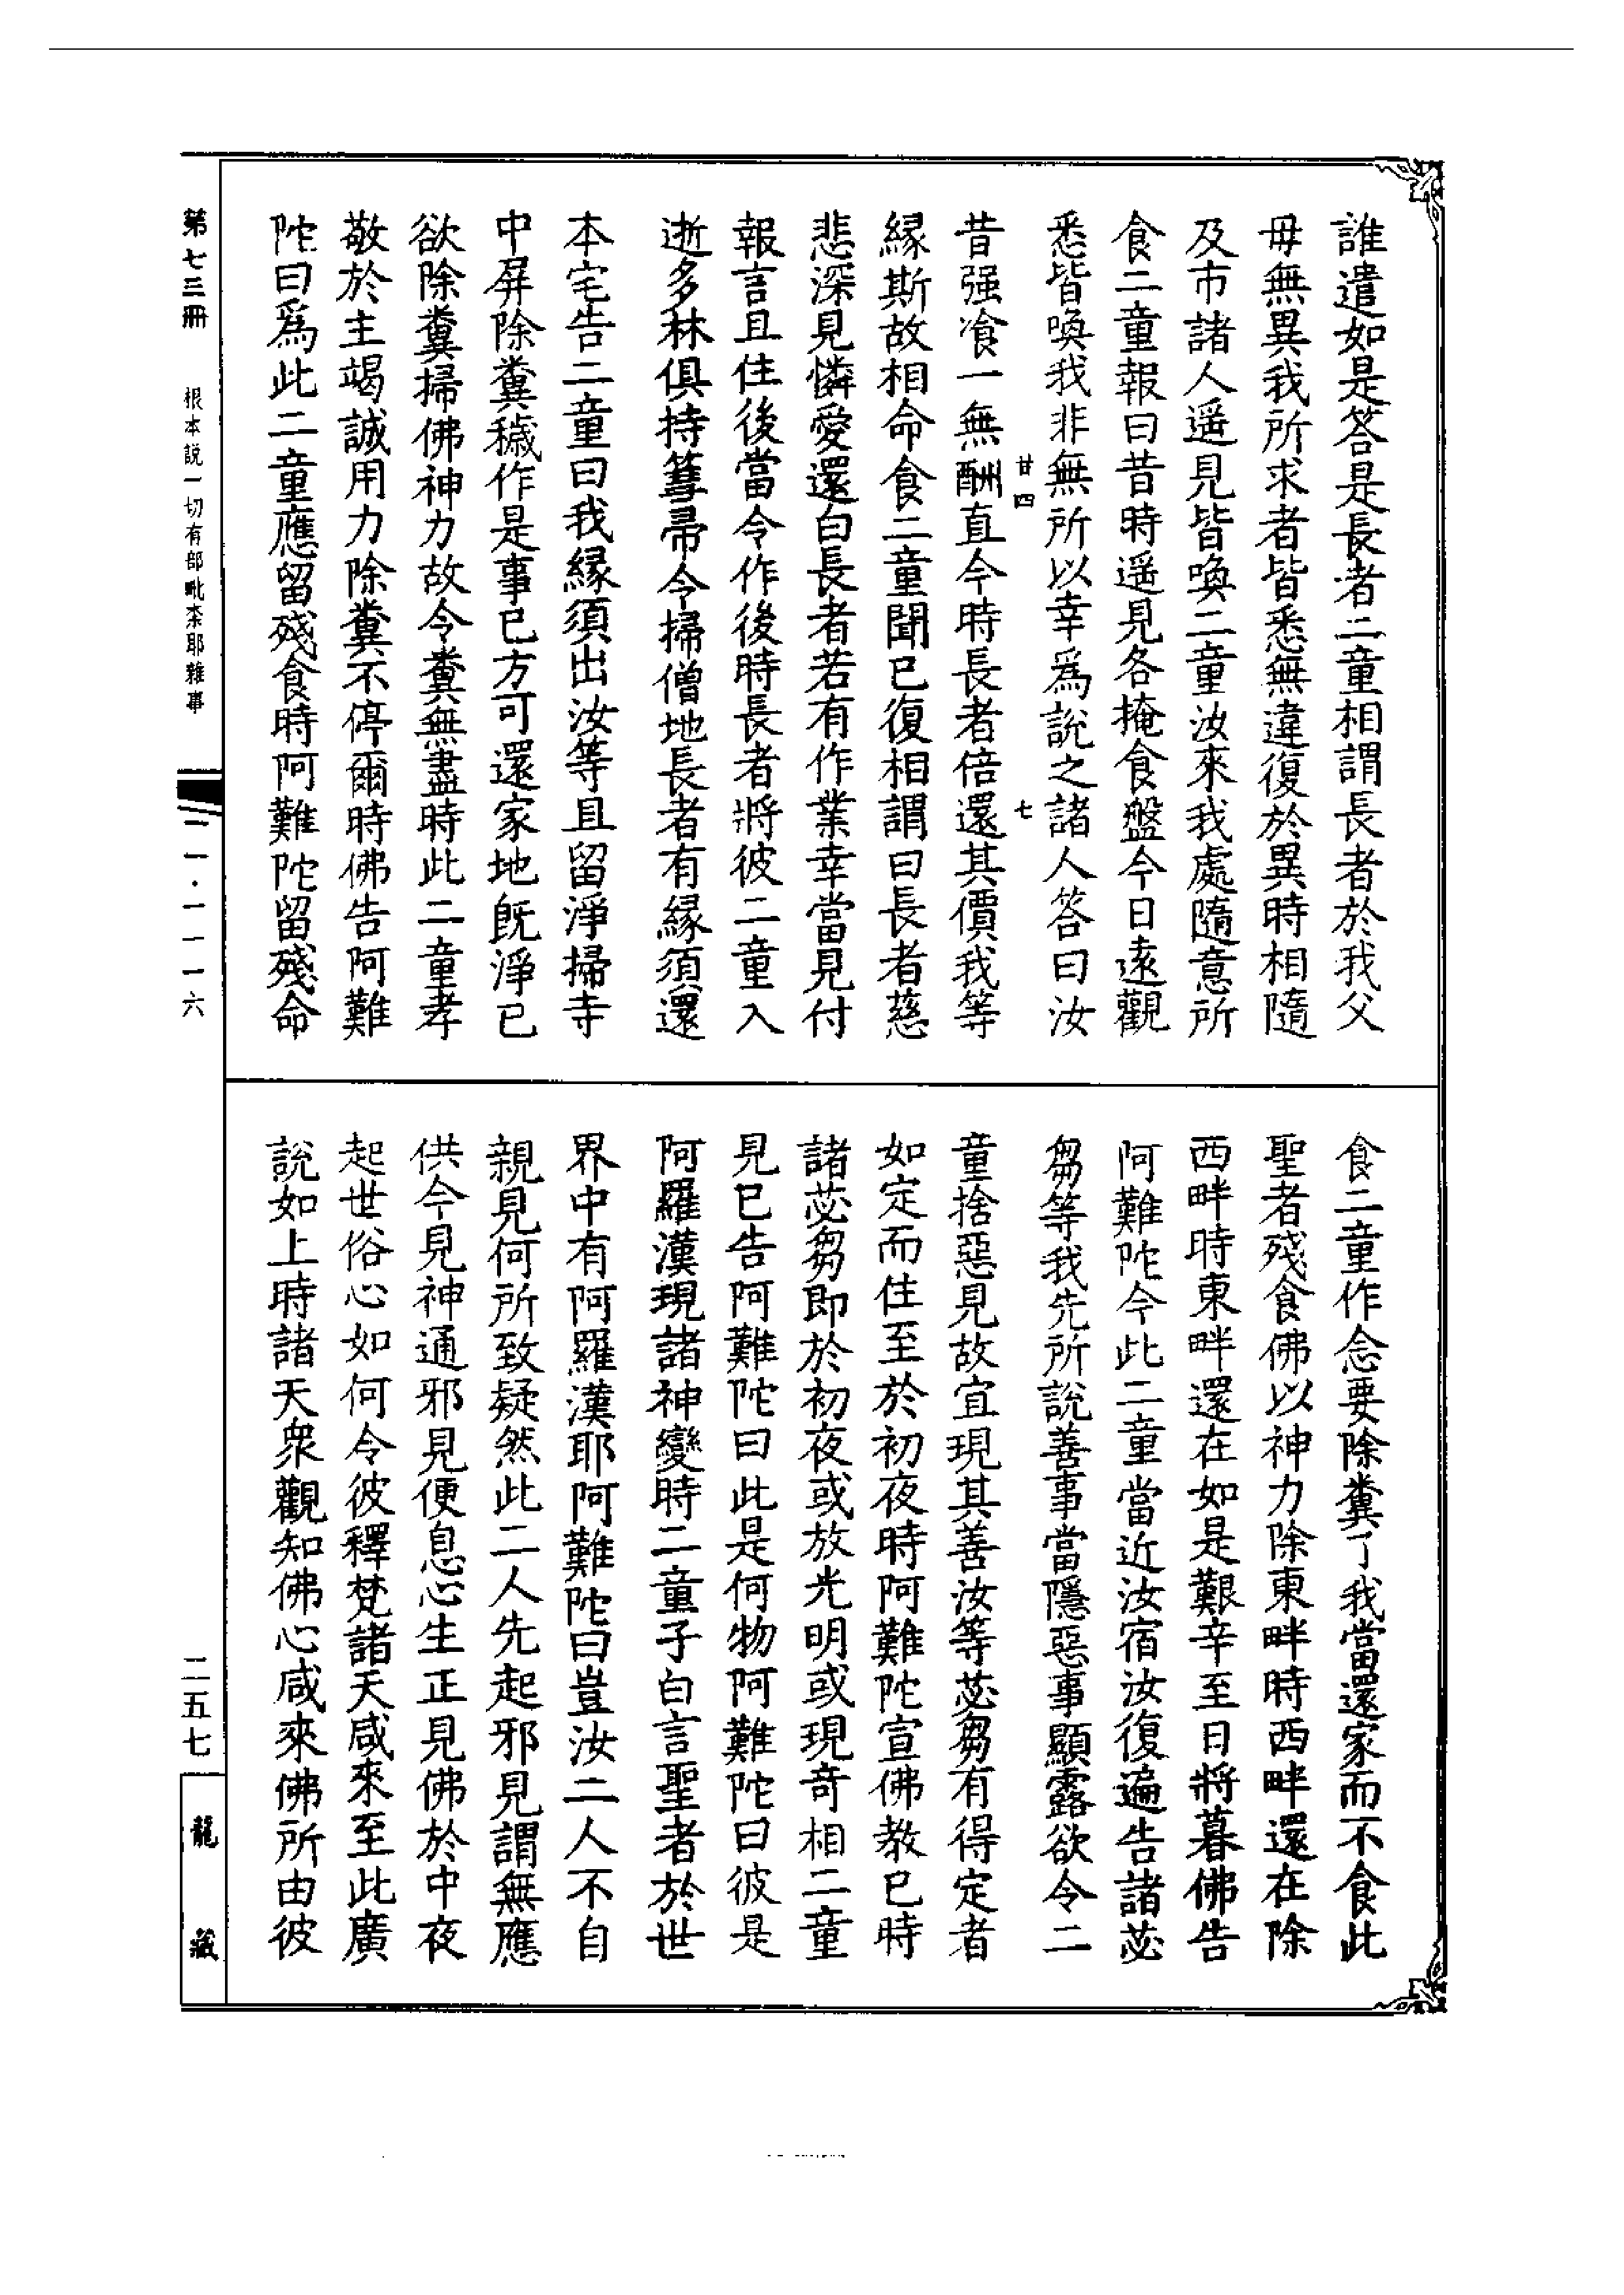 誰遣如是答是長者二童相謂長者於我父
母無異我所求者皆悉無違復於異時相隨
及市諸人遥見皆喚二童汝來我處隨意所
食二童報曰昔時遥見各掩食盤今日遠觀
悉皆喚我非無所以幸爲說之諸人答曰汝
廿四 七
昔强飡一無酬直今時長者倍還其價我等
緣斯故相命食二童聞已復相謂曰長者慈
悲深見憐愛還白長者若有作業幸當見付
報言且住後當令作後時長者將彼二童入
逝多林俱持篲帚令掃僧地長者有緣須還
本宅告二童曰我緣須出汝等且留淨掃寺
中屏除糞穢作是事已方可還家地旣淨已
欲除糞掃佛神力故令糞無盡時此二童孝
敬於主竭誠用力除糞不停爾時佛告阿難
陀曰爲此二童應留殘食時阿難陀留殘命
食二童作念要除糞了我當還家而不食此
聖者殘食佛以神力除東畔時西畔還在除
西畔時東畔還在如是艱辛至日將暮佛告
阿難陀今此二童當近汝宿汝復遍告諸苾
芻等我先所說善事當隱惡事顯露欲令二
童捨惡見故宜現其善汝等苾芻有得定者
如定而住至於初夜時阿難陀宣佛教已時
諸苾芻即於初夜或放光明或現奇相二童
見已告阿難陀曰此是何物阿難陀曰彼是
阿羅漢現諸神變時二童子白言聖者於世
界中有阿羅漢耶阿難陀曰豈汝二人不自
親見何所致疑然此二人先起邪見謂無應
供今見神通邪見便息心生正見佛於中夜
起世俗心如何令彼釋梵諸天咸來至此廣
說如上時諸天衆觀知佛心咸來佛所由彼
第七三冊 根本説一切有部毗柰耶雜事 二一·一一一六 二五七 龍藏